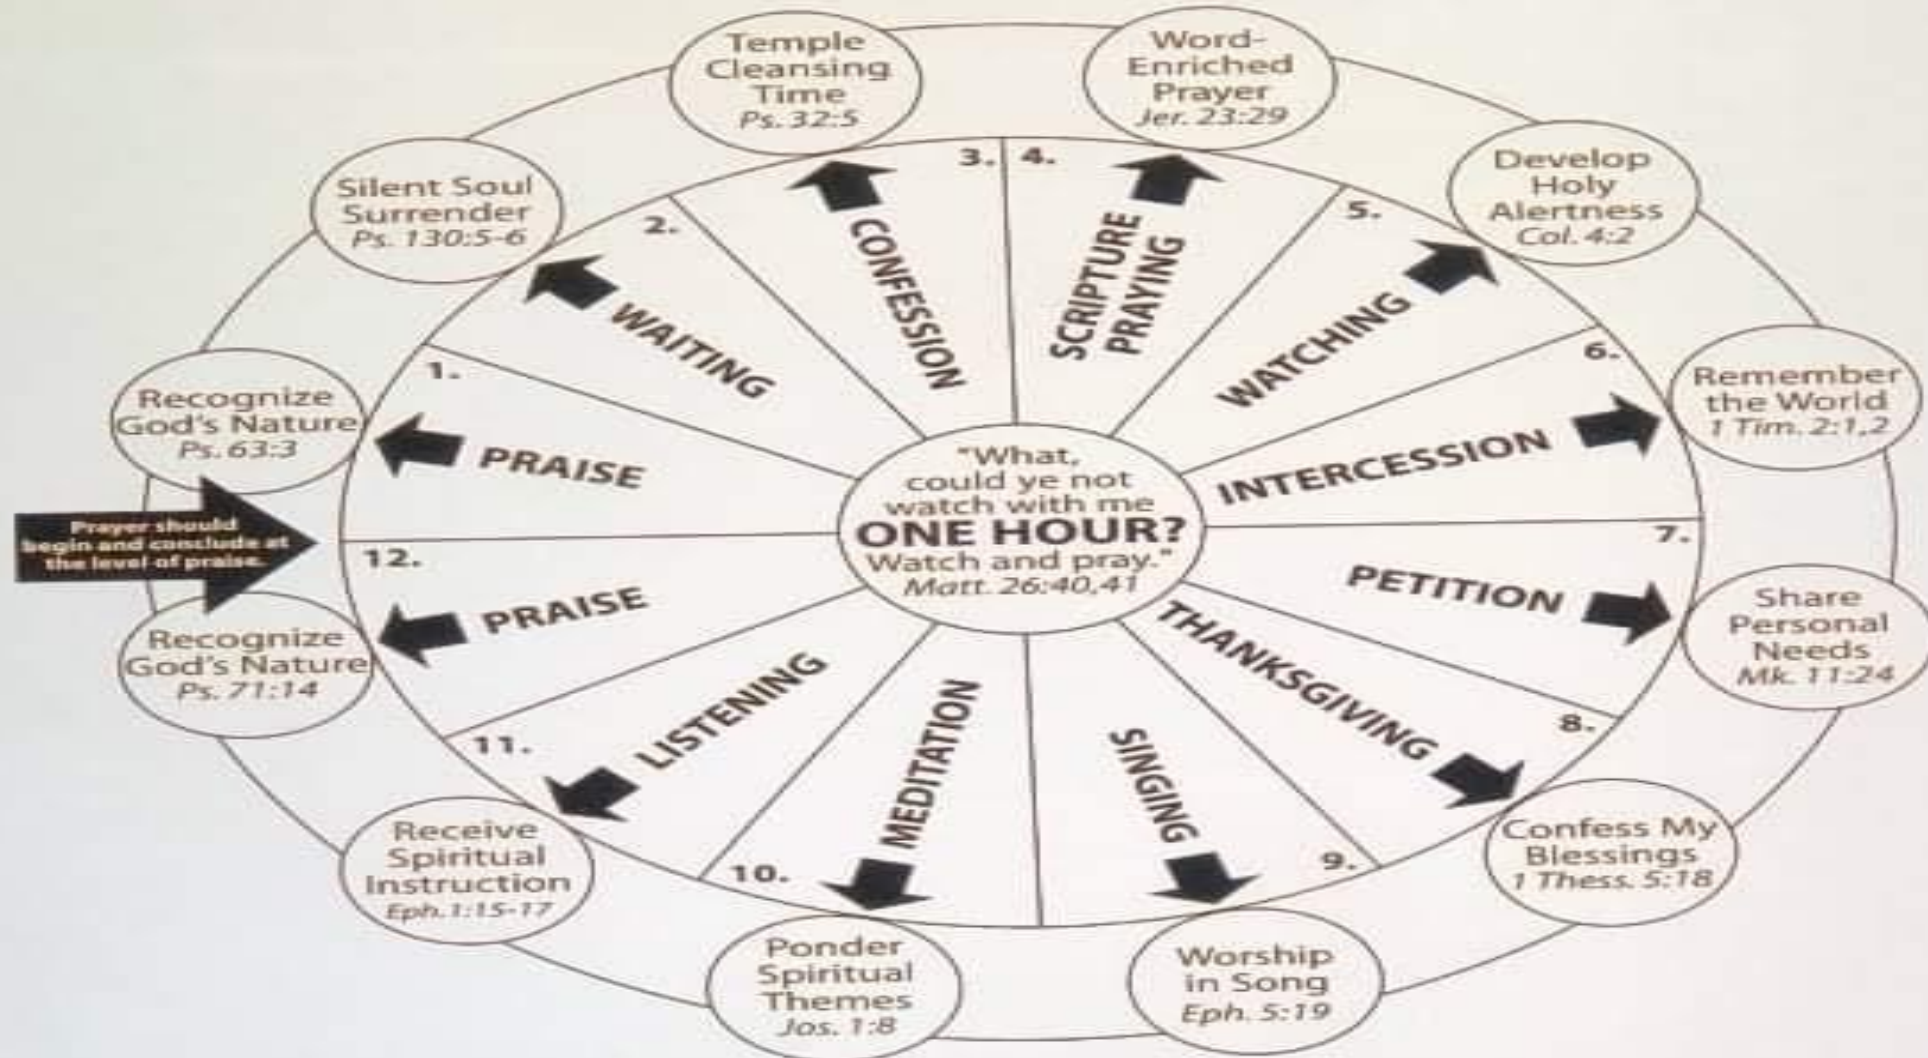 Prayer should
begin and conclude at
the level of praise.
1.
PRAISE
Recognize
God's Nature
Ps. 63:3
2.
WAITING
Silent Soul
Surrender
Ps. 130:5-6
3.
CONFESSION
Temple
Cleansing
Time
Ps. 32:5
4.
SCRIPTURE
PRAYING
Word-
Enriched
Prayer
Jer. 23:29
5.
WATCHING
Develop
Holy
Alertness
Col. 4:2
6.
INTERCESSION
Remember
the World
1 Tim. 2:1,2
7.
PETITION
Share
Personal
Needs
Mk. 11:24
8.
THANKSGIVING
Confess My
Blessings
1 Thess. 5:18
9.
SINGING
Worship
in Song
Eph. 5:19
10.
MEDITATION
Ponder
Spiritual
Themes
Jos. 1:8
11.
LISTENING
Receive
Spiritual
Instruction
Eph.1:15-17
12.
PRAISE
Recognize
God's Nature
Ps. 71:14
"What,
could ye not
watch with me
ONE HOUR?
Watch and pray."
Matt. 26:40,41